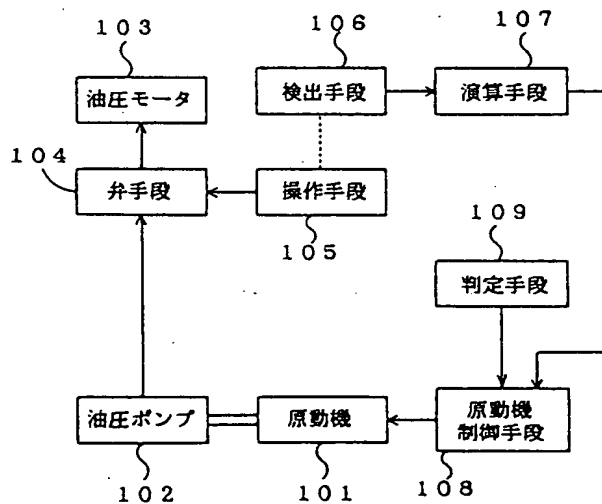 103
106
107
油圧モータ
検出手段
演算手段
104
弁手段
操作手段
105
109
判定手段
油圧ポンプ
原動機
原動機
制御手段
102
101
108